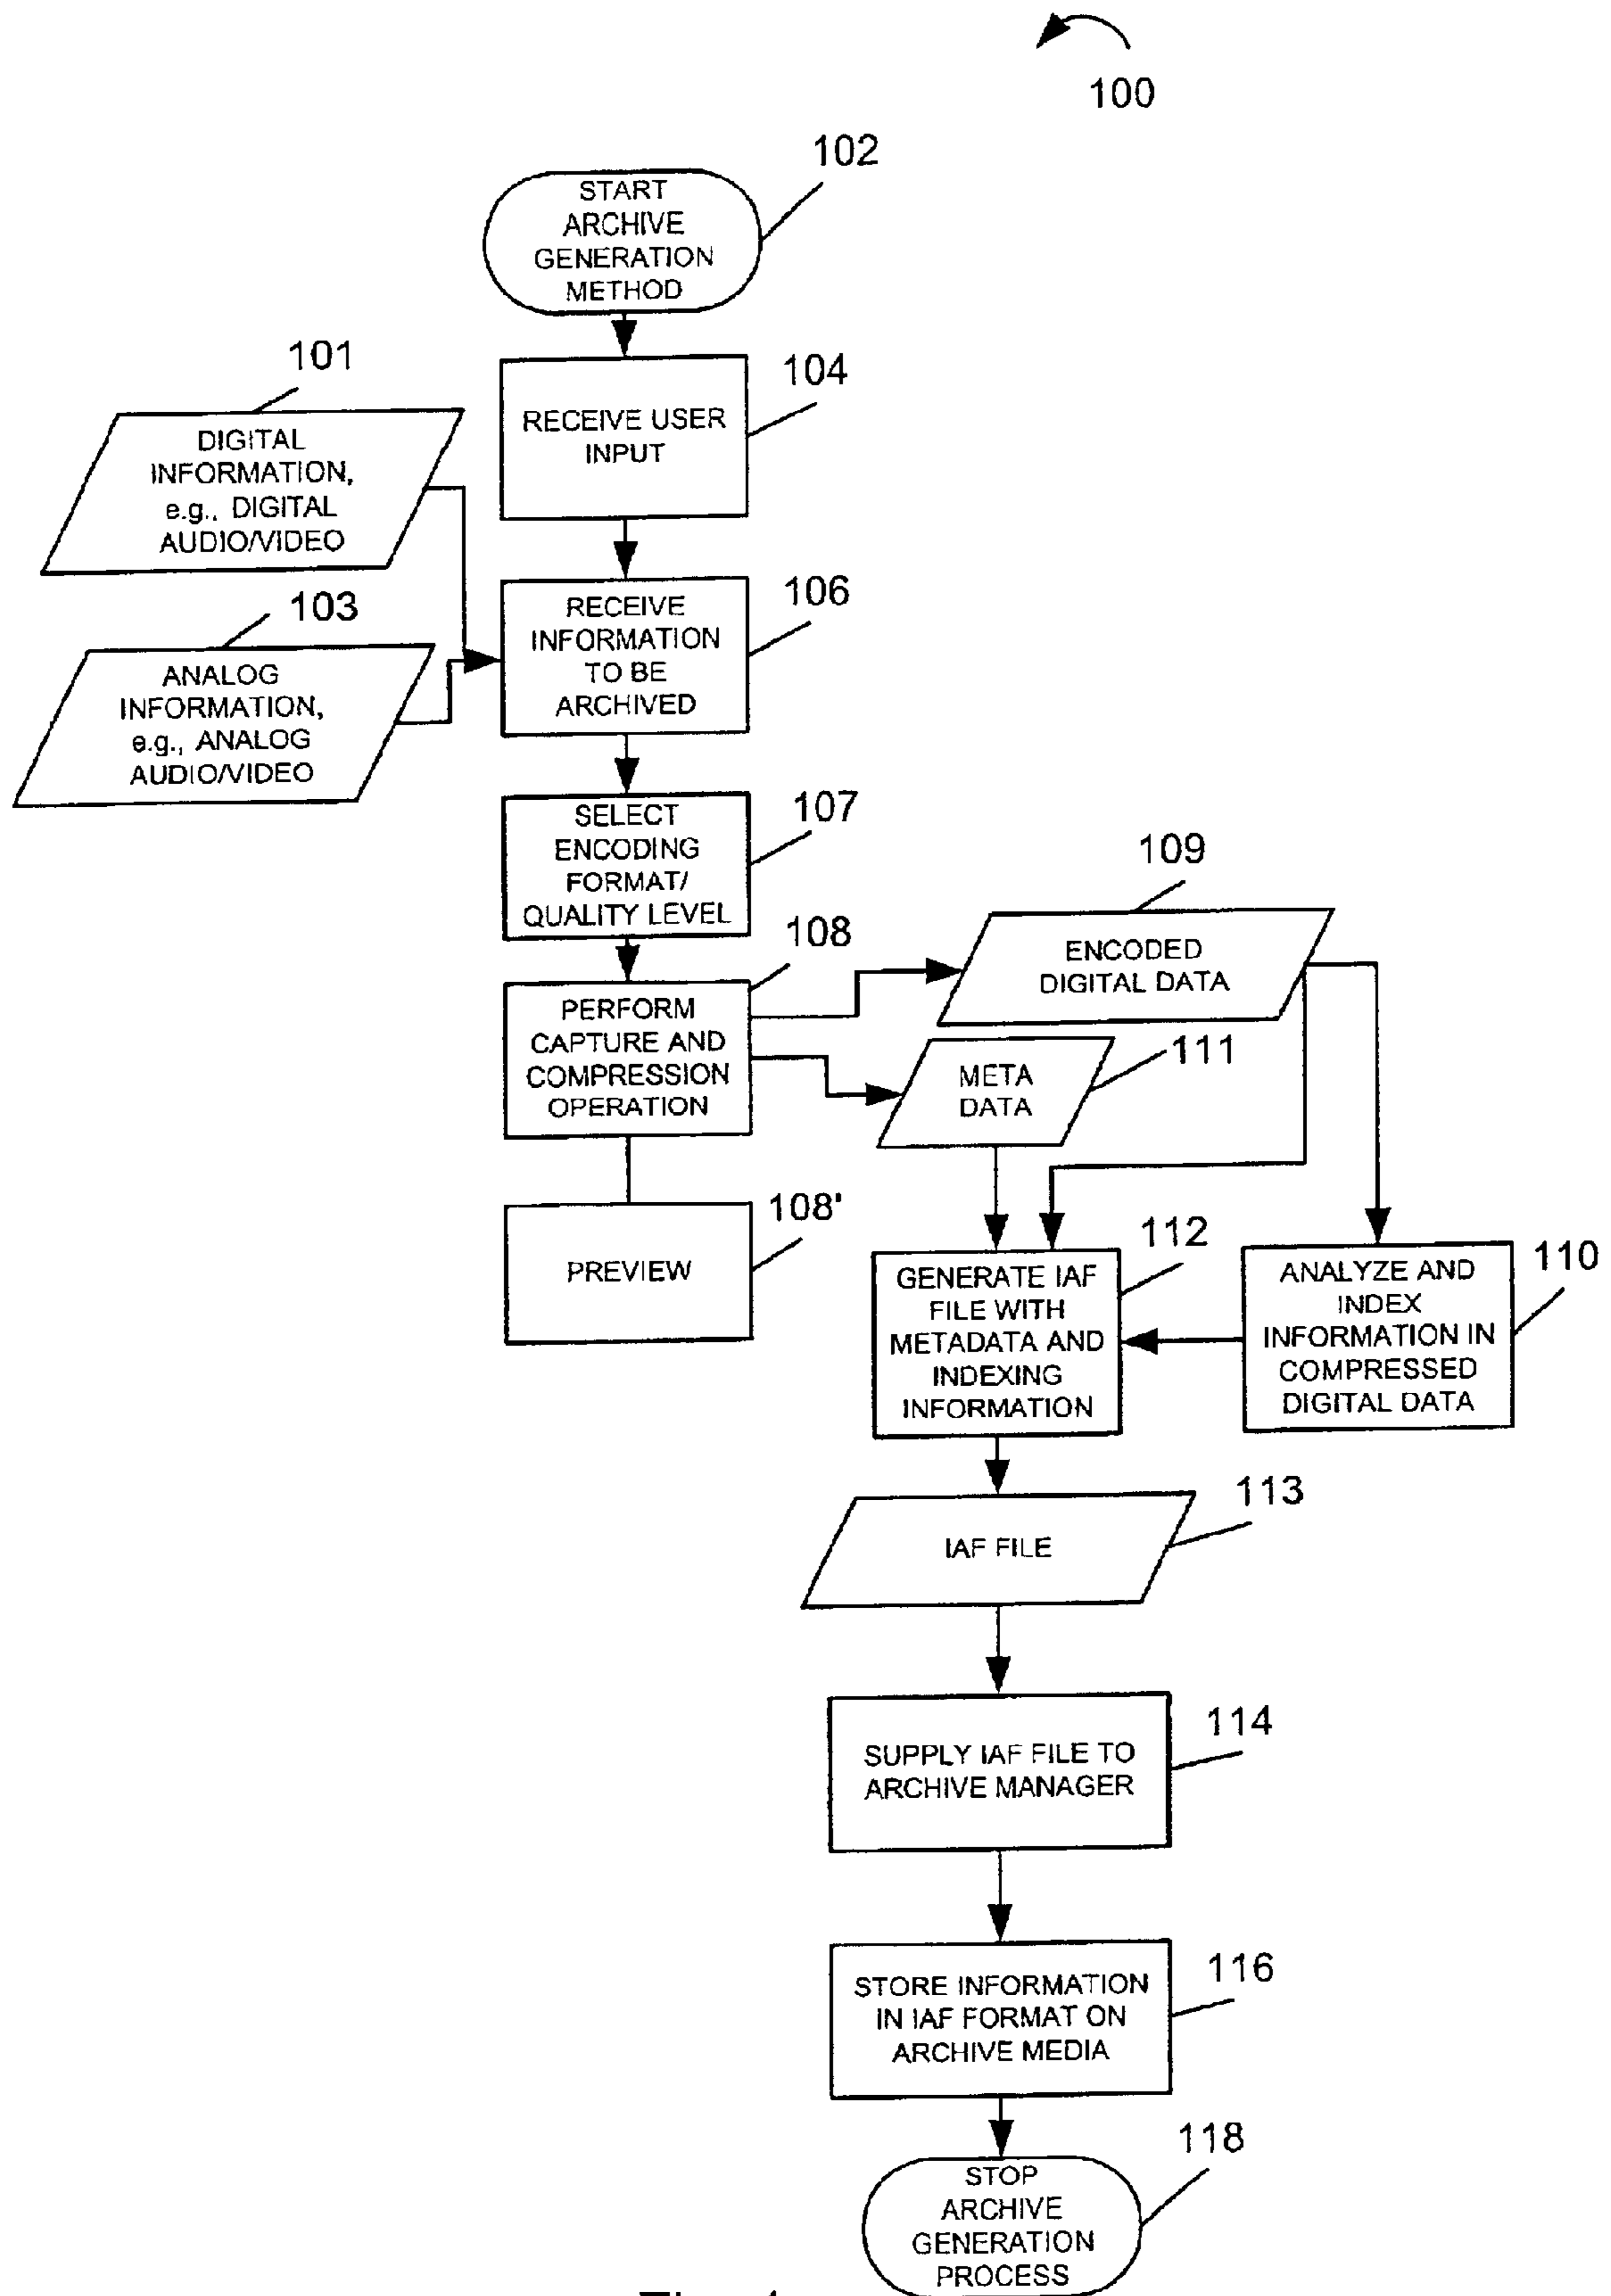 100
102
START
ARCHIVE
GENERATION
METHOD
101
DIGITAL
INFORMATION,
e.g., DIGITAL
AUDIO/VIDEO
104
RECEIVE USER
INPUT
103
ANALOG
INFORMATION,
e.g., ANALOG
AUDIO/VIDEO
106
RECEIVE
INFORMATION
TO BE
ARCHIVED
107
SELECT
ENCODING
FORMAT/
QUALITY LEVEL
108
PERFORM
CAPTURE AND
COMPRESSION
OPERATION
109
ENCODED
DIGITAL DATA
111
META
DATA
108'
PREVIEW
112
GENERATE IAF
FILE WITH
METADATA AND
INDEXING
INFORMATION
110
ANALYZE AND
INDEX
INFORMATION IN
COMPRESSED
DIGITAL DATA
113
IAF FILE
114
SUPPLY IAF FILE TO
ARCHIVE MANAGER
116
STORE INFORMATION
IN IAF FORMAT ON
ARCHIVE MEDIA
118
STOP
ARCHIVE
GENERATION
PROCESS